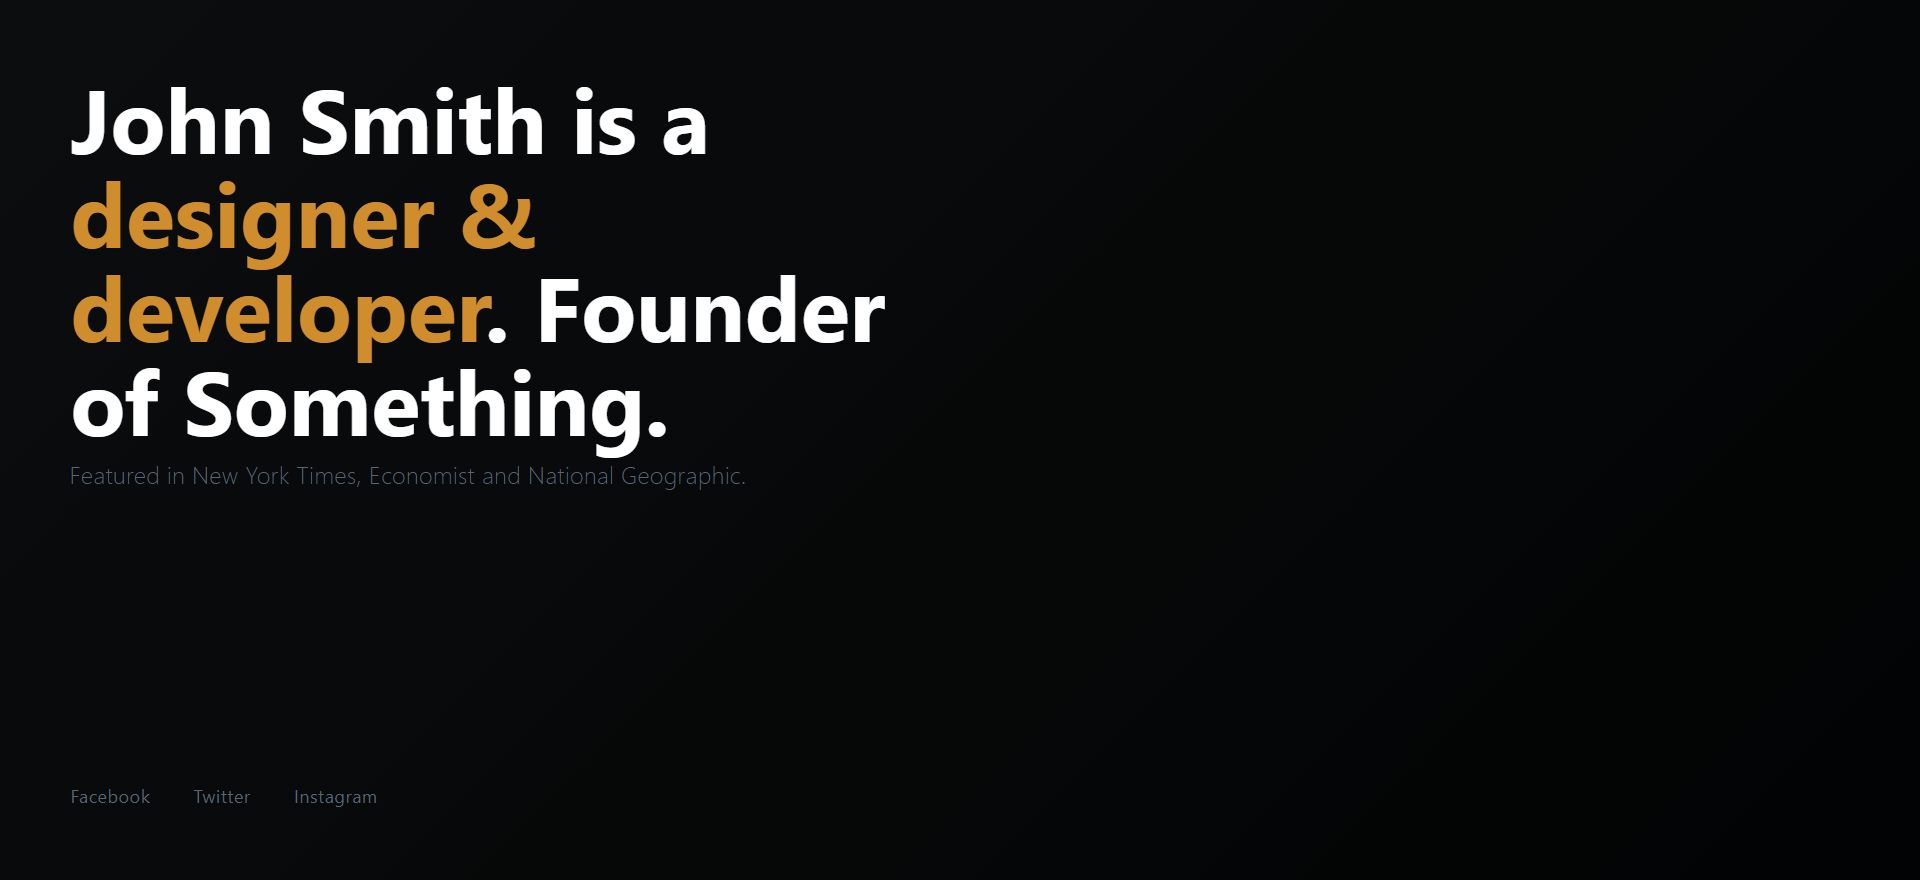 John Smith is a
designer &
developer. Founder
of Something.
Featured in New York Times, Economist and National Geographic.
Facebook Twitter Instagram